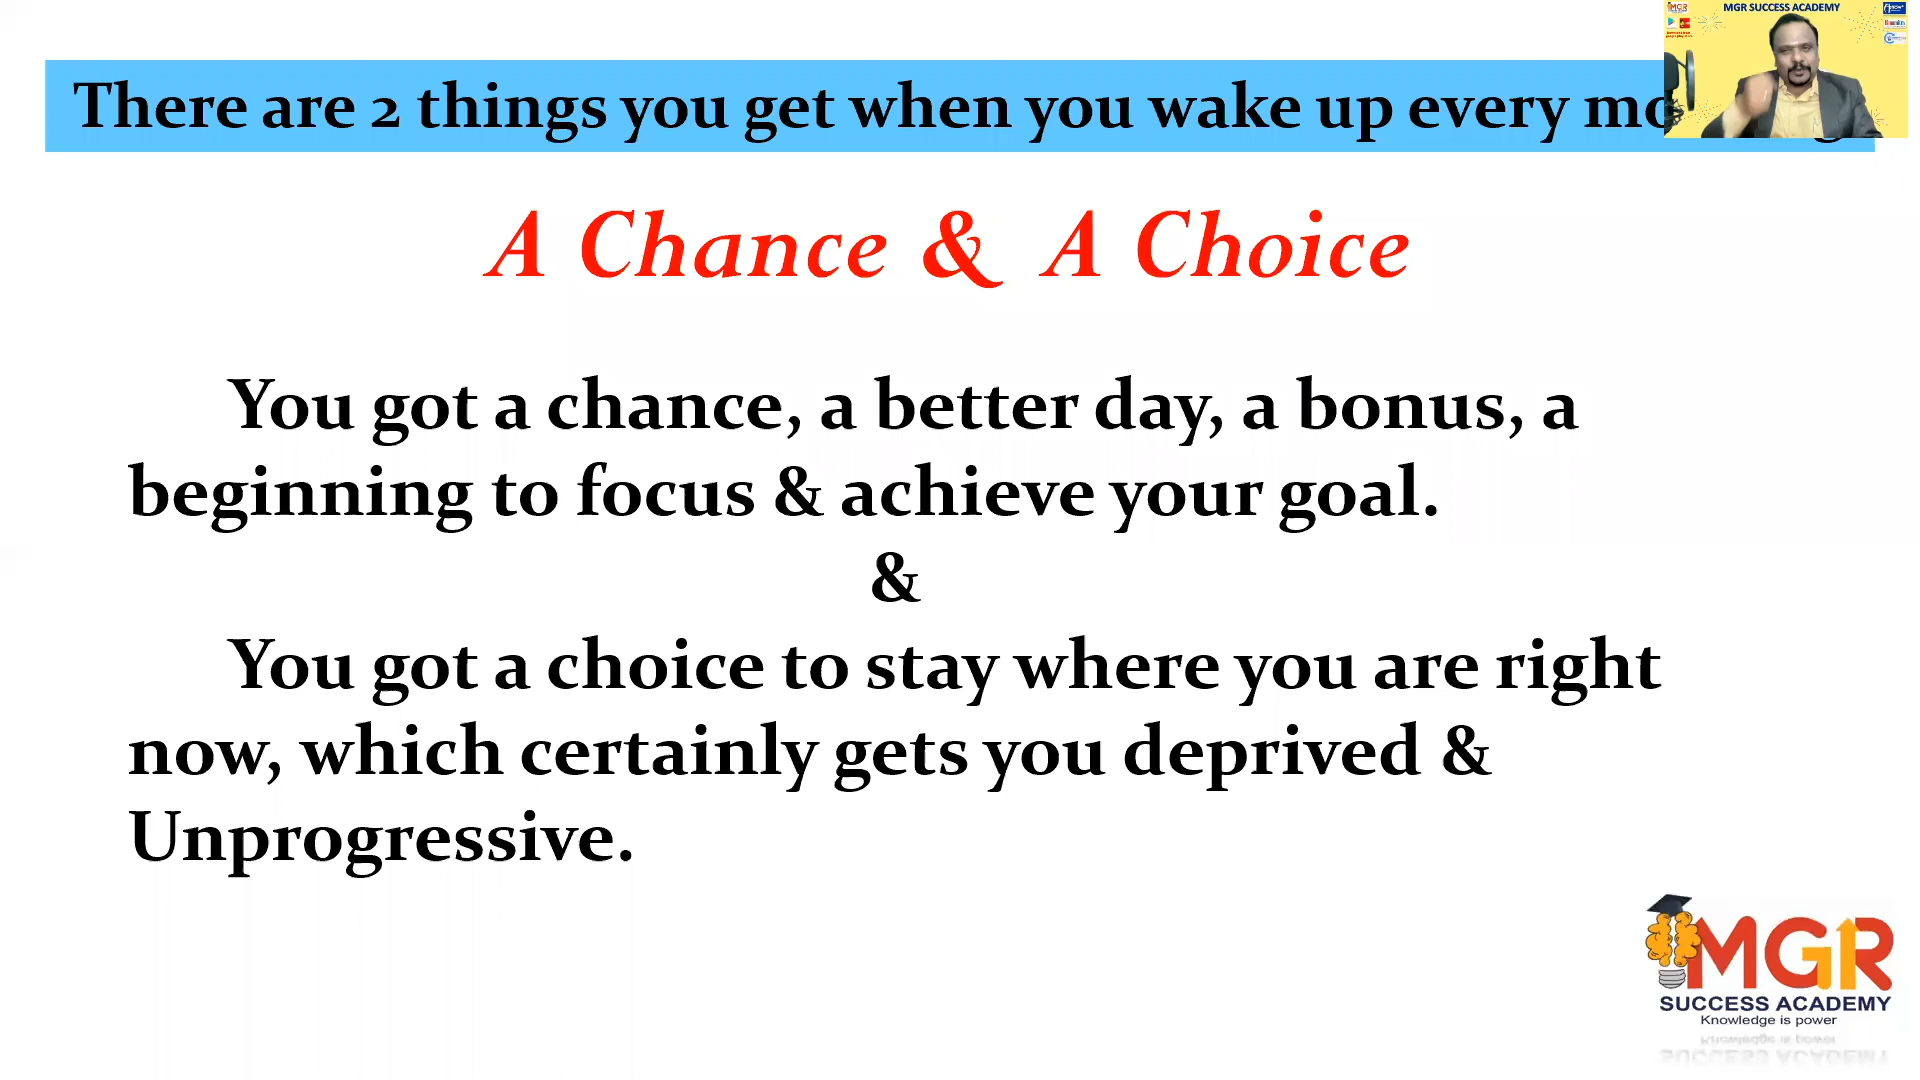 There are 2 things you get when you wake up every
MGR SUCCESS ACADEMY
A Chance & A Choice
You got a chance, a better day, a bonus, a
beginning to focus & achieve your goal.
&
You got a choice to stay where you are right
now, which certainly gets you deprived &
Unprogressive.
MGR
SUCCESS ACADEMY
Knowledge is power